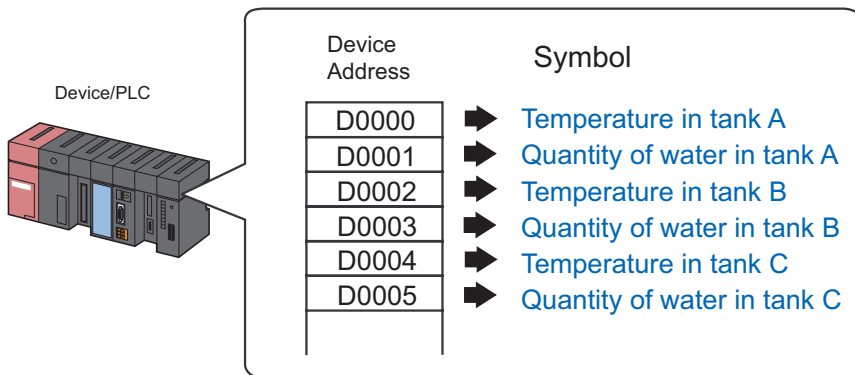 Device/PLC
Device
Address
Symbol
D0000 Temperature in tank A
D0001 Quantity of water in tank A
D0002 Temperature in tank B
D0003 Quantity of water in tank B
D0004 Temperature in tank C
D0005 Quantity of water in tank C